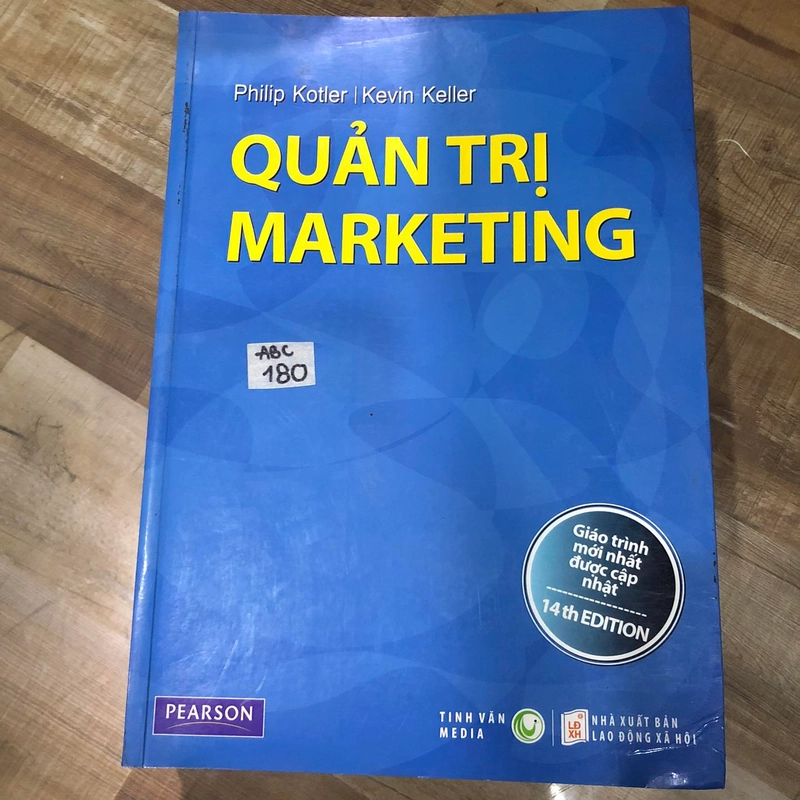 Philip Kotler | Kevin Keller
QUẢN TRỊ
MARKETING
ABC
180
Giáo trình
mới nhất
được cập
nhật
14th EDITION
PEARSON
TINH VĂN
MEDIA
LĐ
XH
NHÀ XUẤT BẢN
LAO ĐỘNG XÃ HỘI